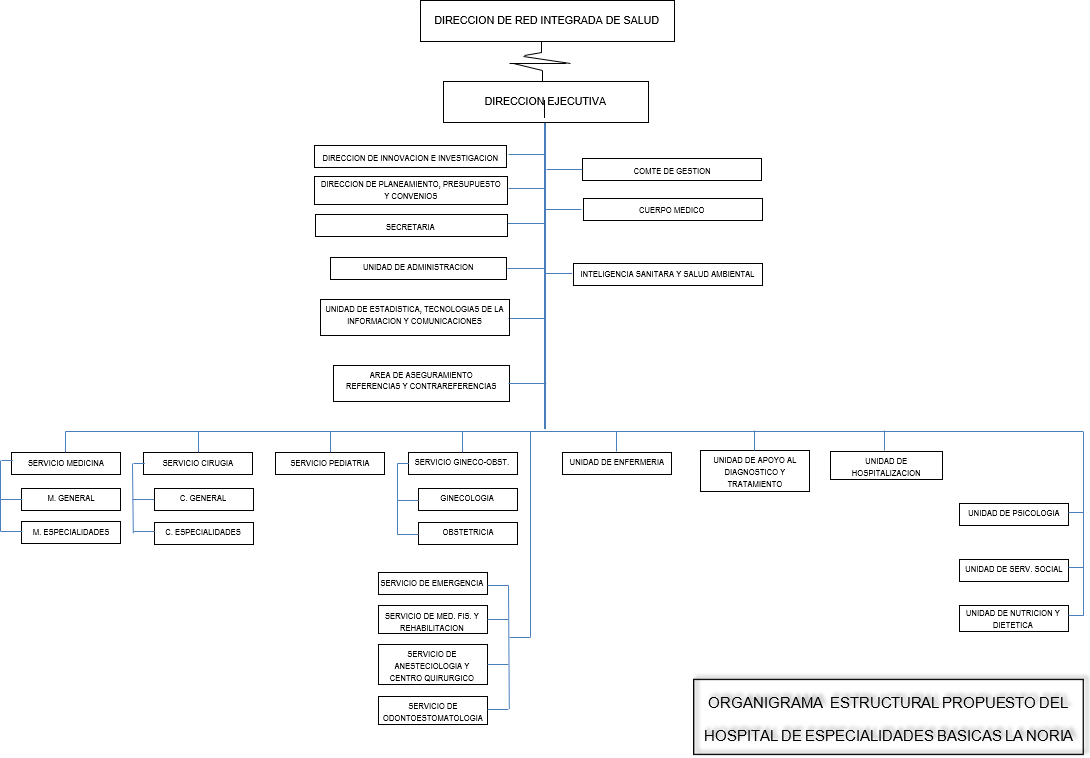 DIRECCION DE RED INTEGRADA DE SALUD
DIRECCION EJECUTIVA
DIRECCION DE INNOVACION E INVESTIGACION
COMTE DE GESTION
DIRECCION DE PLANEAMIENTO, PRESUPUESTO
Y CONVENIOS
CUERPO MEDICO
SECRETARIA
UNIDAD DE ADMINISTRACION
INTELIGENCIA SANITARA Y SALUD AMBIENTAL
UNIDAD DE ESTADISTICA, TECNOLOGIAS DE LA
INFORMACION Y COMUNICACIONES
AREA DE ASEGURAMIENTO
REFERENCIAS Y CONTRAREFERENCIAS
SERVICIO MEDICINA
M. GENERAL
M. ESPECIALIDADES
SERVICIO CIRUGIA
C. GENERAL
C. ESPECIALIDADES
SERVICIO PEDIATRIA
SERVICIO GINECO-OBST.
GINECOLOGIA
OBSTETRICIA
SERVICIO DE EMERGENCIA
SERVICIO DE MED. FIS. Y
REHABILITACION
SERVICIO DE
ANESTECIOLOGIA Y
CENTRO QUIRURGICO
SERVICIO DE
ODONTOESTOMATOLOGIA
UNIDAD DE ENFERMERIA
UNIDAD DE APOYO AL
DIAGNOSTICO Y
TRATAMIENTO
UNIDAD DE
HOSPITALIZACION
UNIDAD DE PSICOLOGIA
UNIDAD DE SERV. SOCIAL
UNIDAD DE NUTRICION Y
DIETETICA
ORGANIGRAMA ESTRUCTURAL PROPUESTO DEL
HOSPITAL DE ESPECIALIDADES BASICAS LA NORIA